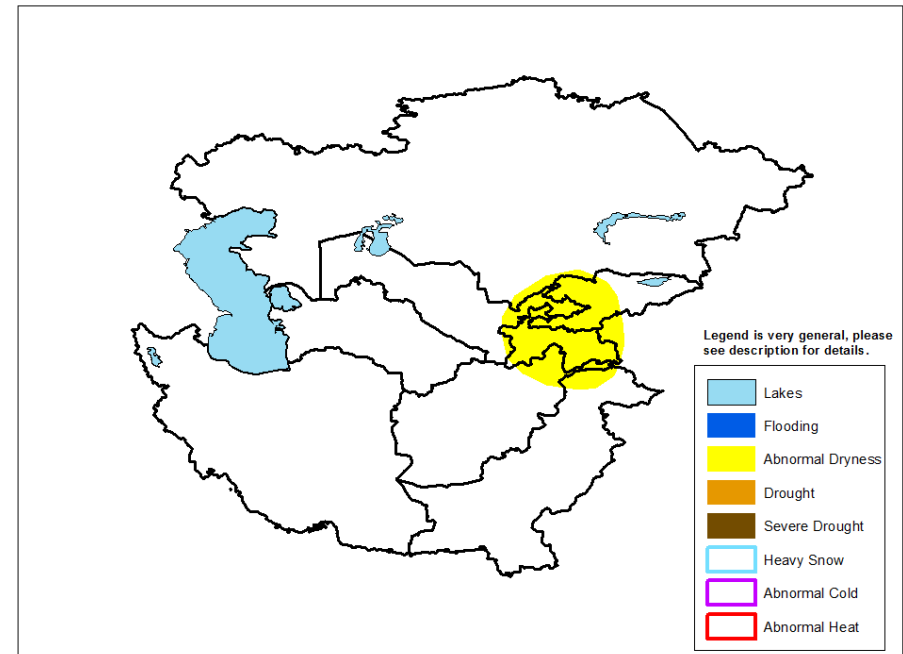 Legend is very general, please
see description for details.
Lakes
Flooding
Abnormal Dryness
Drought
Severe Drought
Heavy Snow
Abnormal Cold
Abnormal Heat